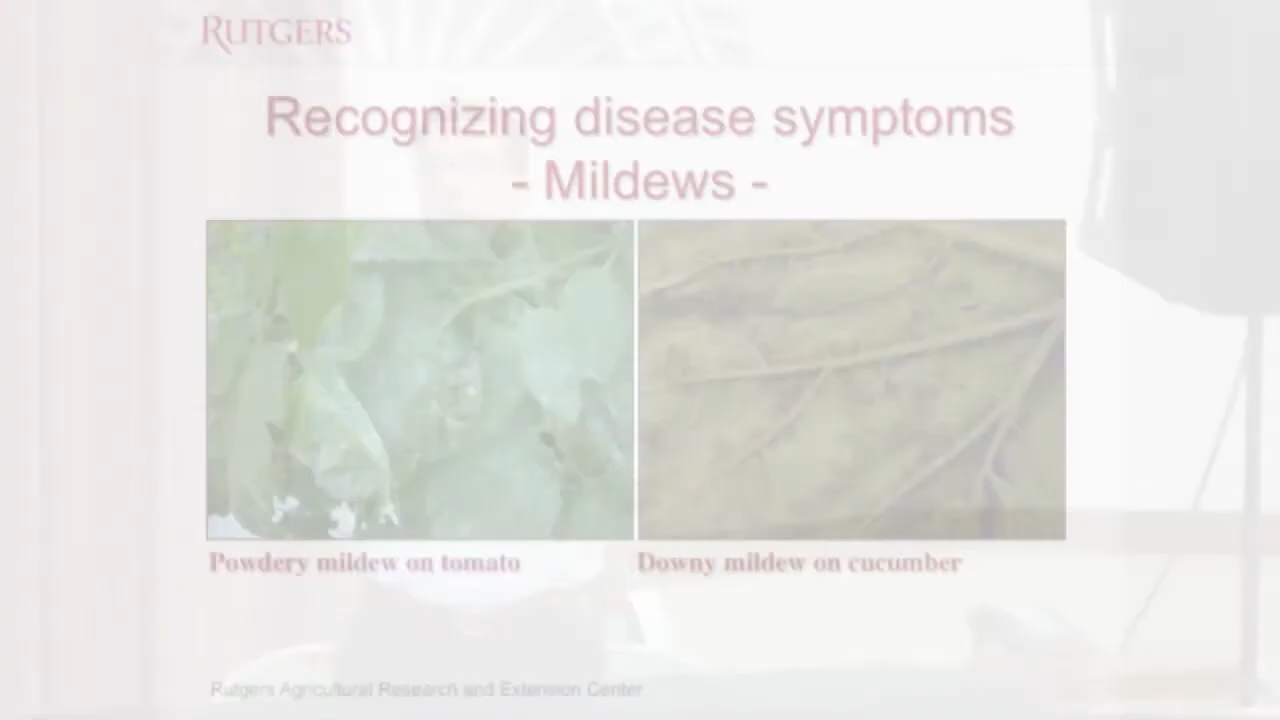 RUTGERS
Recognizing disease symptoms
- Mildews -
Powdery mildew on tomato
Downy mildew on cucumber
Rutgers Agricultural Research and Extension Center